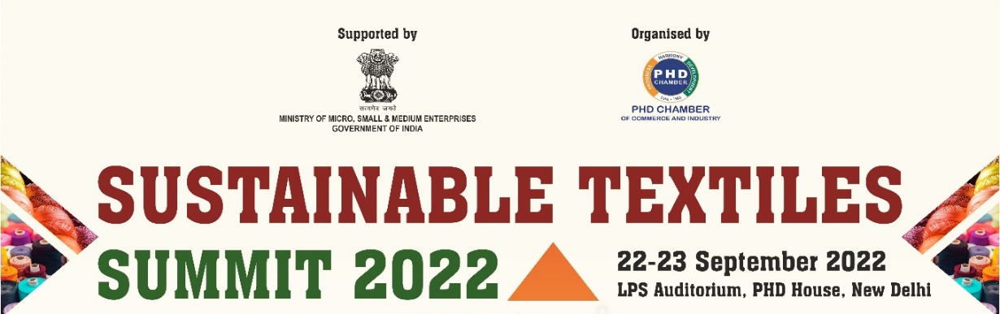 Supported by
सत्यमेव जयते
MINISTRY OF MICRO, SMALL & MEDIUM ENTERPRISES
GOVERNMENT OF INDIA
Organised by
PROGRESS HARMONY DEVELOPMENT
PHD
CHAMBER
PHD CHAMBER
OF COMMERCE AND INDUSTRY
SUSTAINABLE TEXTILES
SUMMIT 2022
22-23 September 2022
LPS Auditorium, PHD House, New Delhi